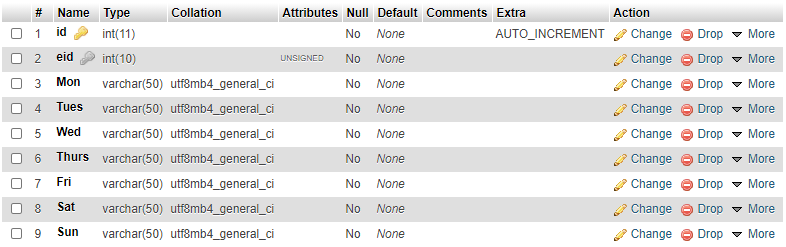 # Name Type Collation Attributes Null Default Comments Extra Action
1 id int(11) No None AUTO_INCREMENT Change Drop More
2 eid int(10) UNSIGNED No None Change Drop More
3 Mon varchar(50) utf8mb4_general_ci No None Change Drop More
4 Tues varchar(50) utf8mb4_general_ci No None Change Drop More
5 Wed varchar(50) utf8mb4_general_ci No None Change Drop More
6 Thurs varchar(50) utf8mb4_general_ci No None Change Drop More
7 Fri varchar(50) utf8mb4_general_ci No None Change Drop More
8 Sat varchar(50) utf8mb4_general_ci No None Change Drop More
9 Sun varchar(50) utf8mb4_general_ci No None Change Drop More